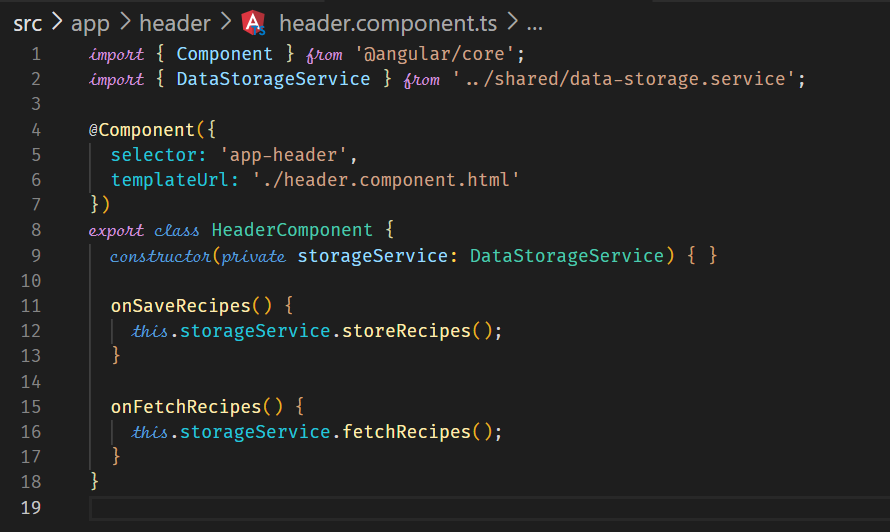 src > app > header > header.component.ts > ...
1 import { Component } from '@angular/core';
2 import { DataStorageService } from '../shared/data-storage.service';
3
4 @Component({
5 selector: 'app-header',
6 templateUrl: './header.component.html'
7 })
8 export class HeaderComponent {
9 constructor(private storageService: DataStorageService) { }
10
11 onSaveRecipes() {
12 this.storageService.storeRecipes();
13 }
14
15 onFetchRecipes() {
16 this.storageService.fetchRecipes();
17 }
18 }
19